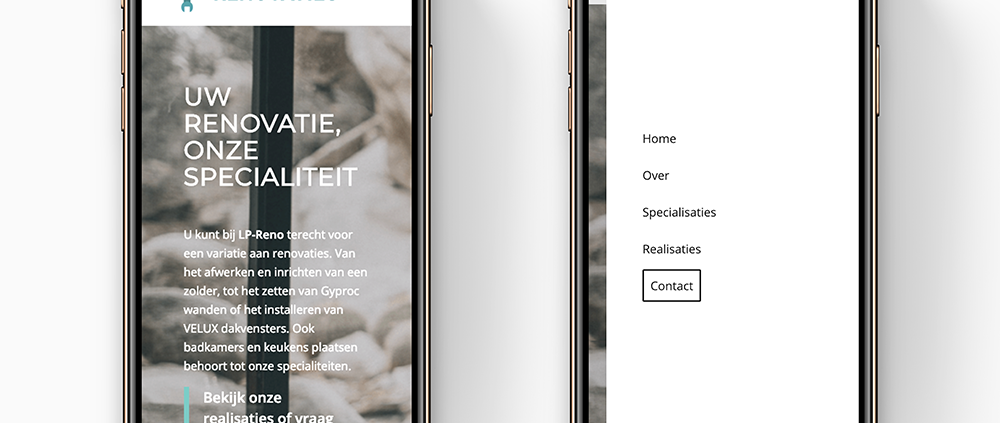 UW
RENOVATIE,
ONZE
SPECIALITEIT
U kunt bij LP-Reno terecht voor
een variatie aan renovaties. Van
het afwerken en inrichten van een
zolder, tot het zetten van Gyproc
wanden of het installeren van
VELUX dakvensters. Ook
badkamers en keukens plaatsen
behoort tot onze specialiteiten.
Bekijk onze
realisaties of vraag
Home
Over
Specialisaties
Realisaties
Contact